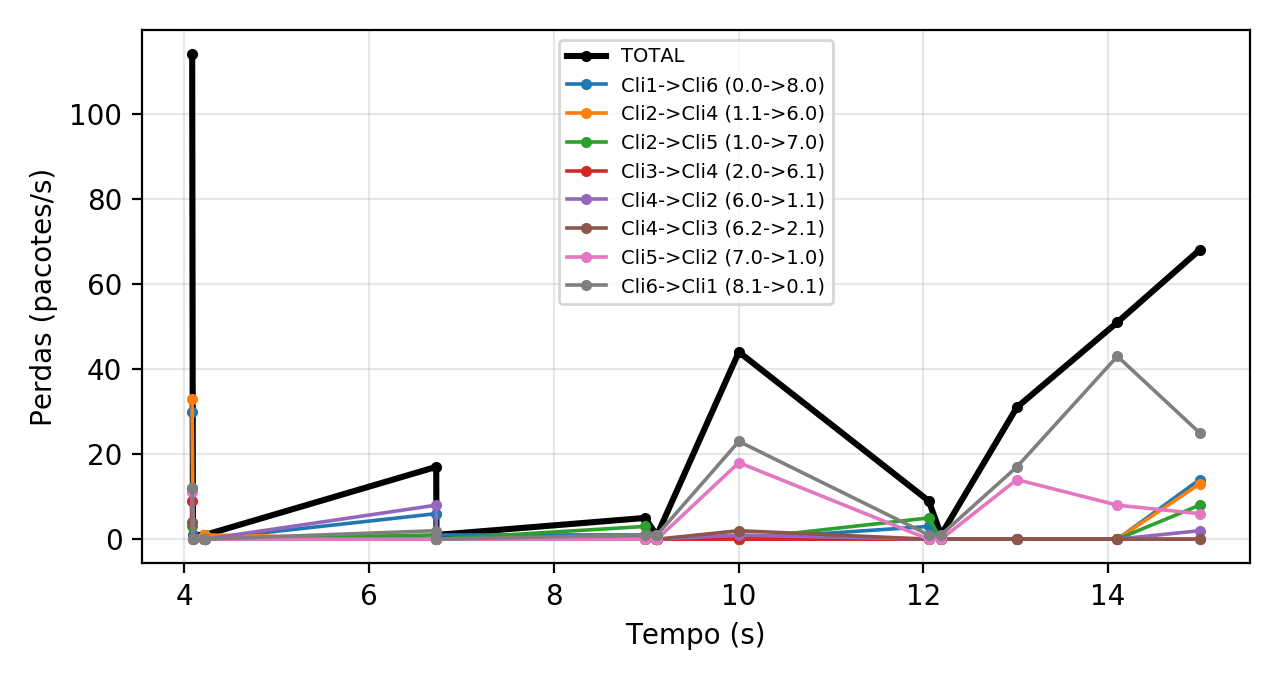 TOTAL
Cli1->Cli6 (0.0->8.0)
Cli2->Cli4 (1.1->6.0)
Cli2->Cli5 (1.0->7.0)
Cli3->Cli4 (2.0->6.1)
Cli4->Cli2 (6.0->1.1)
Cli4->Cli3 (6.2->2.1)
Cli5->Cli2 (7.0->1.0)
Cli6->Cli1 (8.1->0.1)
Perdas (pacotes/s)
100
80
60
40
20
0
4 6 8 10 12 14
Tempo (s)